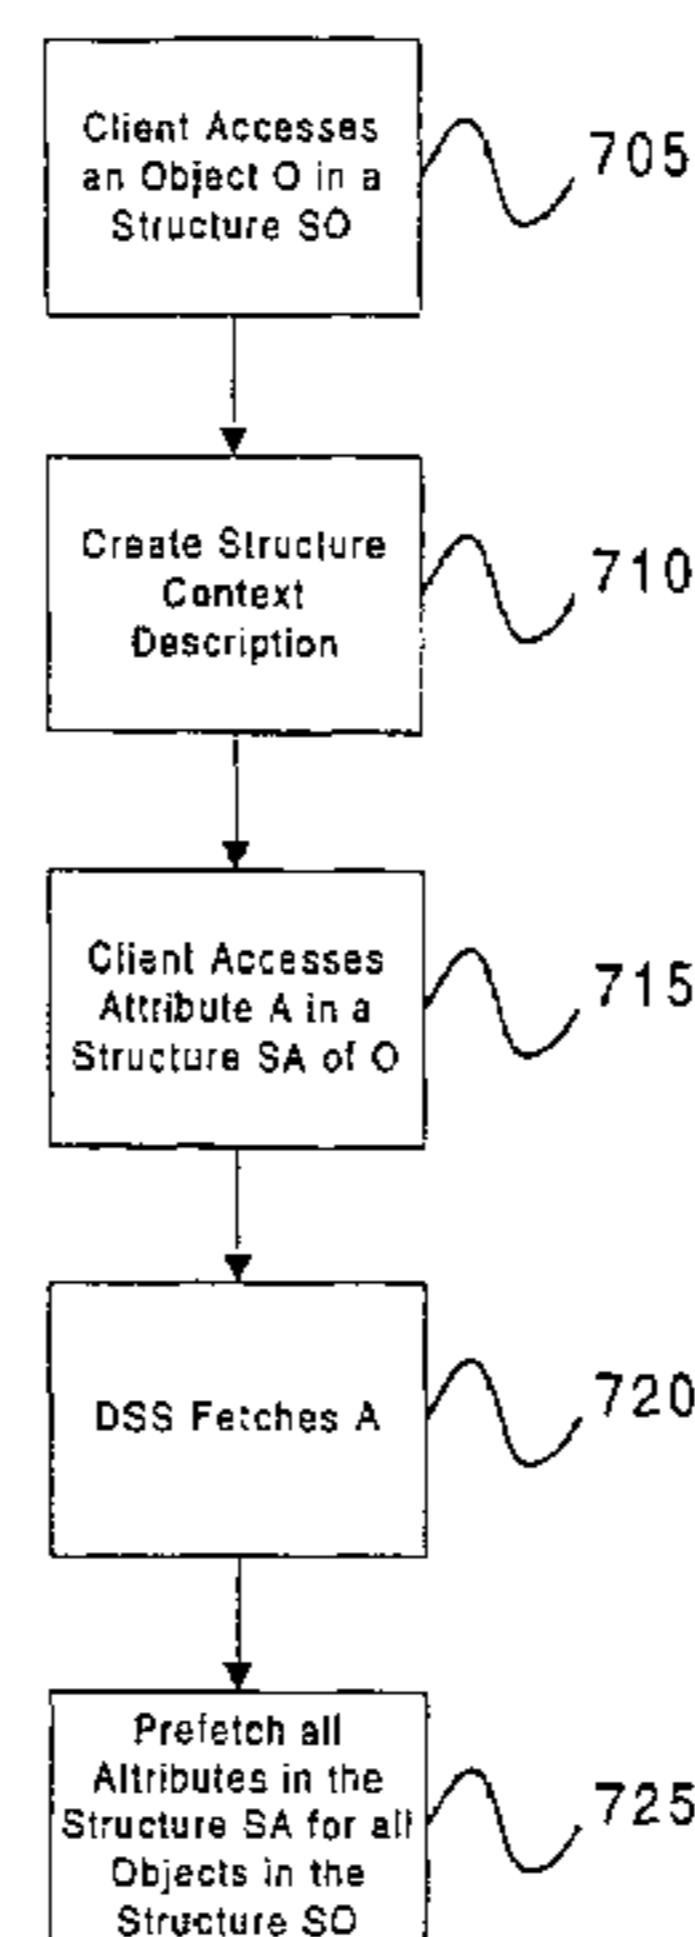 Client Accesses
an Object O in a
Structure SO
705
Create Structure
Context
Description
710
Client Accesses
Attribute A in a
Structure SA of O
715
DSS Fetches A
720
Prefetch all
Attributes in the
Structure SA for all
Objects in the
Structure SO
725